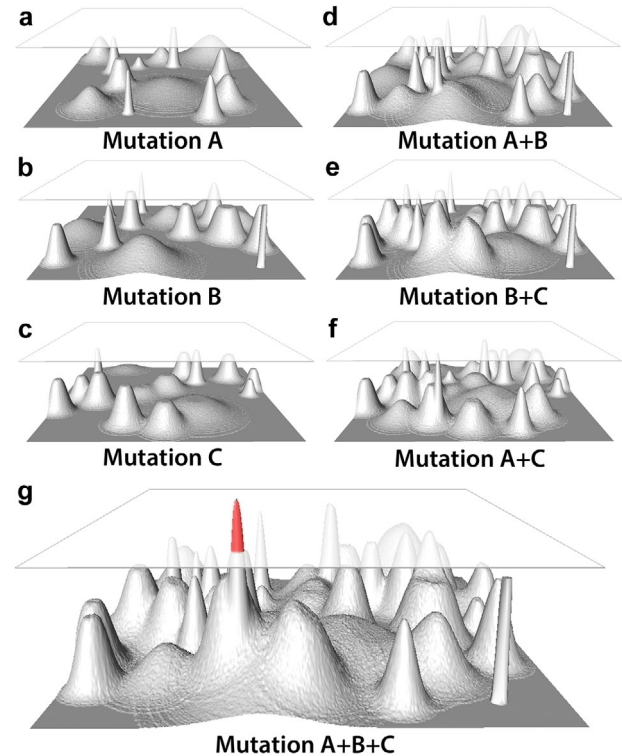 a
Mutation A
b
Mutation B
c
Mutation C
d
Mutation A+B
e
Mutation B+C
f
Mutation A+C
g
Mutation A+B+C